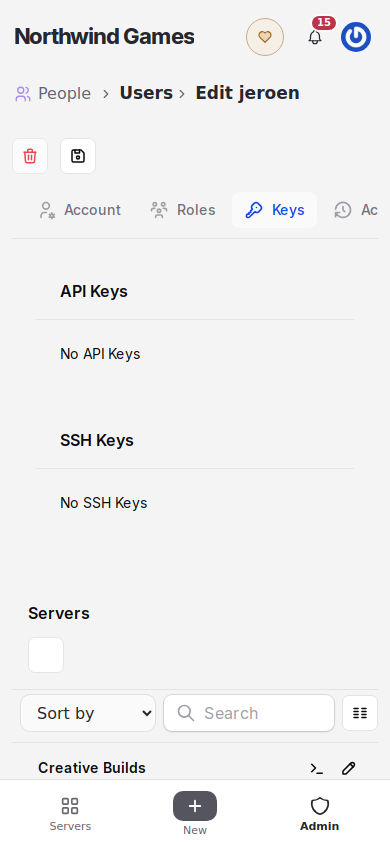 Northwind Games
15
People > Users > Edit jeroen
Account Roles Keys Ac
API Keys
No API Keys
SSH Keys
No SSH Keys
Servers
Sort by Search
Creative Builds
Servers New Admin